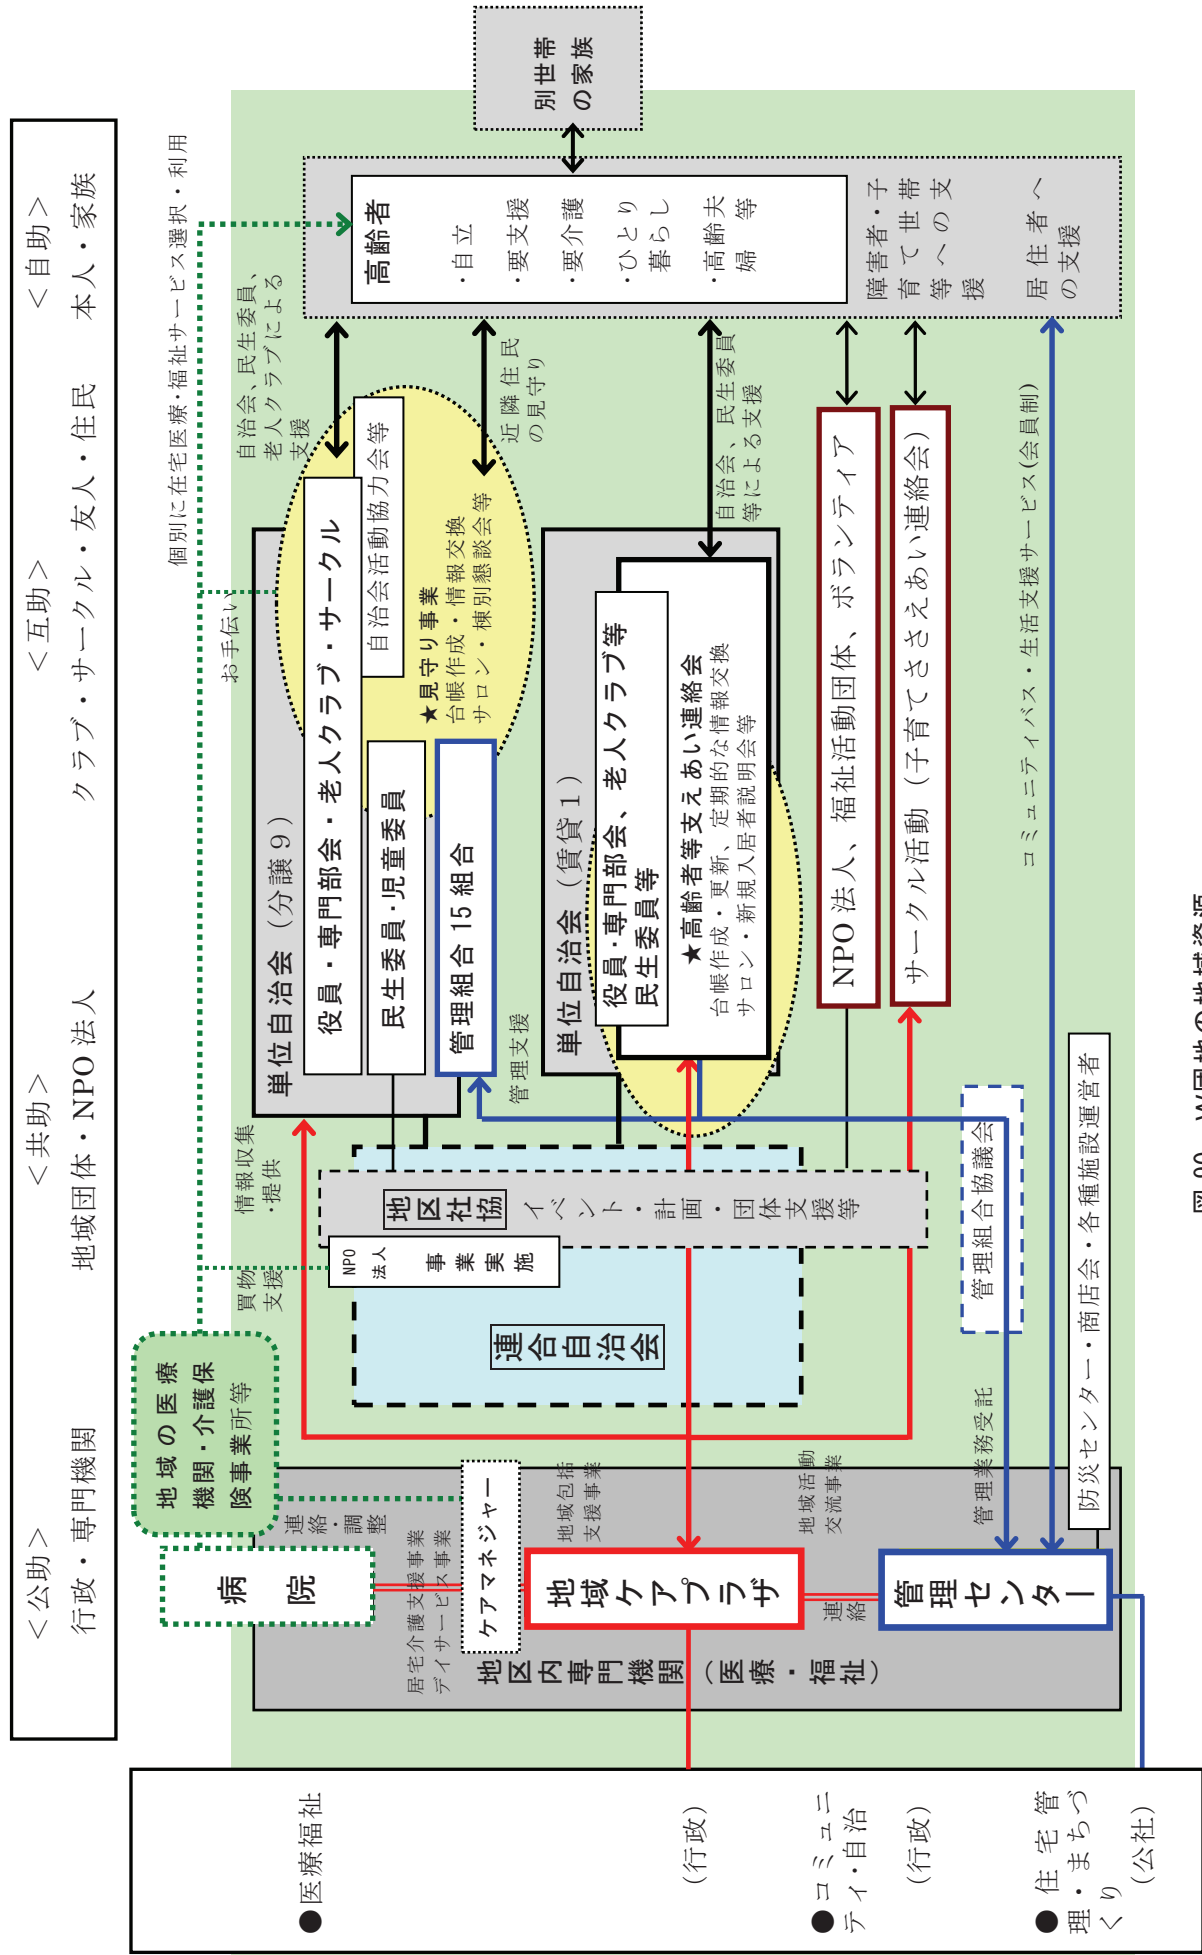 ＜公助＞
行政・専門機関
＜共助＞
地域団体・NPO 法人
＜互助＞
クラブ・サークル・友人・住民
＜自助＞
本人・家族
●医療福祉
(行政)
●コミュニ
ティ・自治
(行政)
●住宅管
理・まちづ
くり
(公社)
地域の医療
機関・介護保
険事業所等
個別に在宅医療・福祉サービス選択・利用
病
院
連絡・調整
居宅介護支援事業
デイサービス事業
ケアマネジャー
地区内専門機関（医療・福祉）
地域ケアプラザ
地域包括
支援事業
連絡
地域活動
交流事業
管理センター
管理業務受託
防災センター・商店会・各種施設運営者
買物
支援
情報収集
・提供
NPO
法人
事業実施
地区社協
イベント・計画・団体支援等
連合自治会
管理組合協議会
お手伝い
単位自治会（分譲９）
役員・専門部会・老人クラブ・サークル
自治会活動協力会等
民生委員・児童委員
★見守り事業
台帳作成・情報交換
サロン・棟別懇談会等
管理組合 15 組合
管理支援
単位自治会（賃貸１）
役員・専門部会、老人クラブ等
民生委員等
★高齢者等支えあい連絡会
台帳作成・更新、定期的な情報交換
サロン・新規入居者説明会等
NPO 法人、福祉活動団体、ボランティア
サークル活動（子育てささえあい連絡会）
コミュニティバス・生活支援サービス(会員制)
自治会、民生委員、
老人クラブによる
支援
近隣住民
の見守り
自治会、民生委員
等による支援
高齢者
・自立
・要支援
・要介護
・ひとり
暮らし
・高齢夫
婦　等
障害者・子
育て世帯
等への支
援
居住者へ
の支援
別世帯
の家族